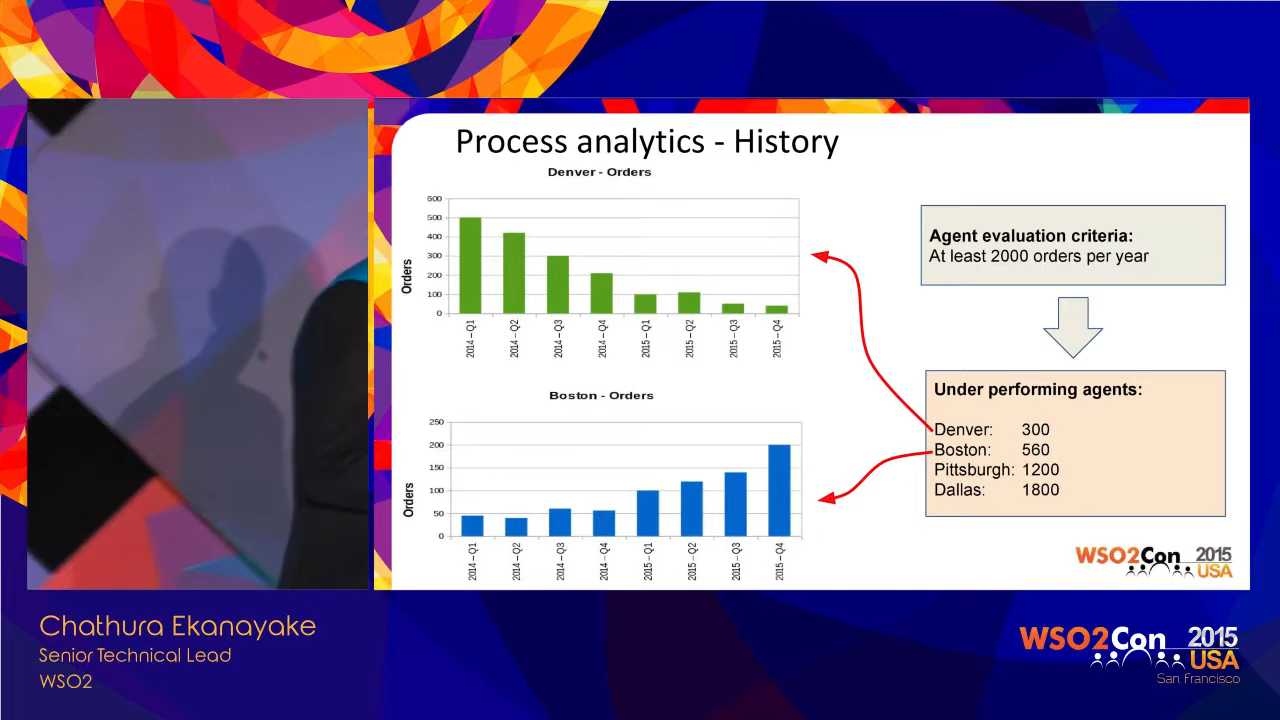 Process analytics - History
Denver - Orders
600
500
400
300
200
100
0
Orders
2014 – Q1
2014 – Q2
2014 – Q3
2014 – Q4
2015 – Q1
2015 – Q2
2015 – Q3
2015 – Q4
Boston - Orders
250
200
150
100
50
0
Orders
2014 – Q1
2014 – Q2
2014 – Q3
2014 – Q4
2015 – Q1
2015 – Q2
2015 – Q3
2015 – Q4
Agent evaluation criteria:
At least 2000 orders per year
Under performing agents:
Denver: 300
Boston: 560
Pittsburgh: 1200
Dallas: 1800
WSO2Con 2015
USA
Chathura Ekanayake
Senior Technical Lead
WSO2
WSO2Con 2015
USA
San Francisco